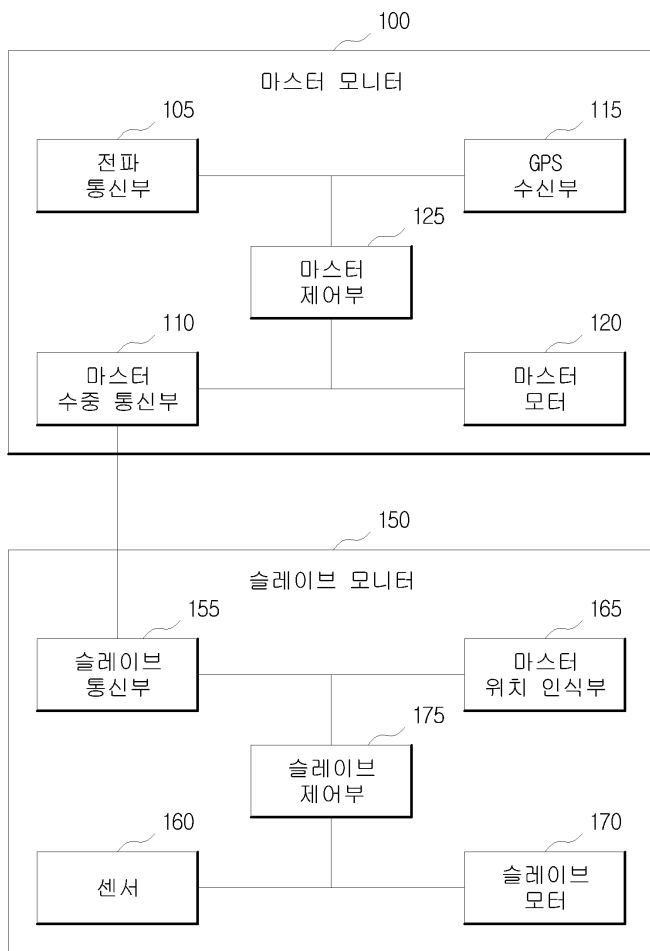 100
마스터 모니터
105
115
전파
통신부
GPS
수신부
125
마스터
제어부
110
120
마스터
수중 통신부
마스터
모터
150
슬레이브 모니터
155
165
슬레이브
통신부
마스터
위치 인식부
175
슬레이브
제어부
160
170
센서
슬레이브
모터